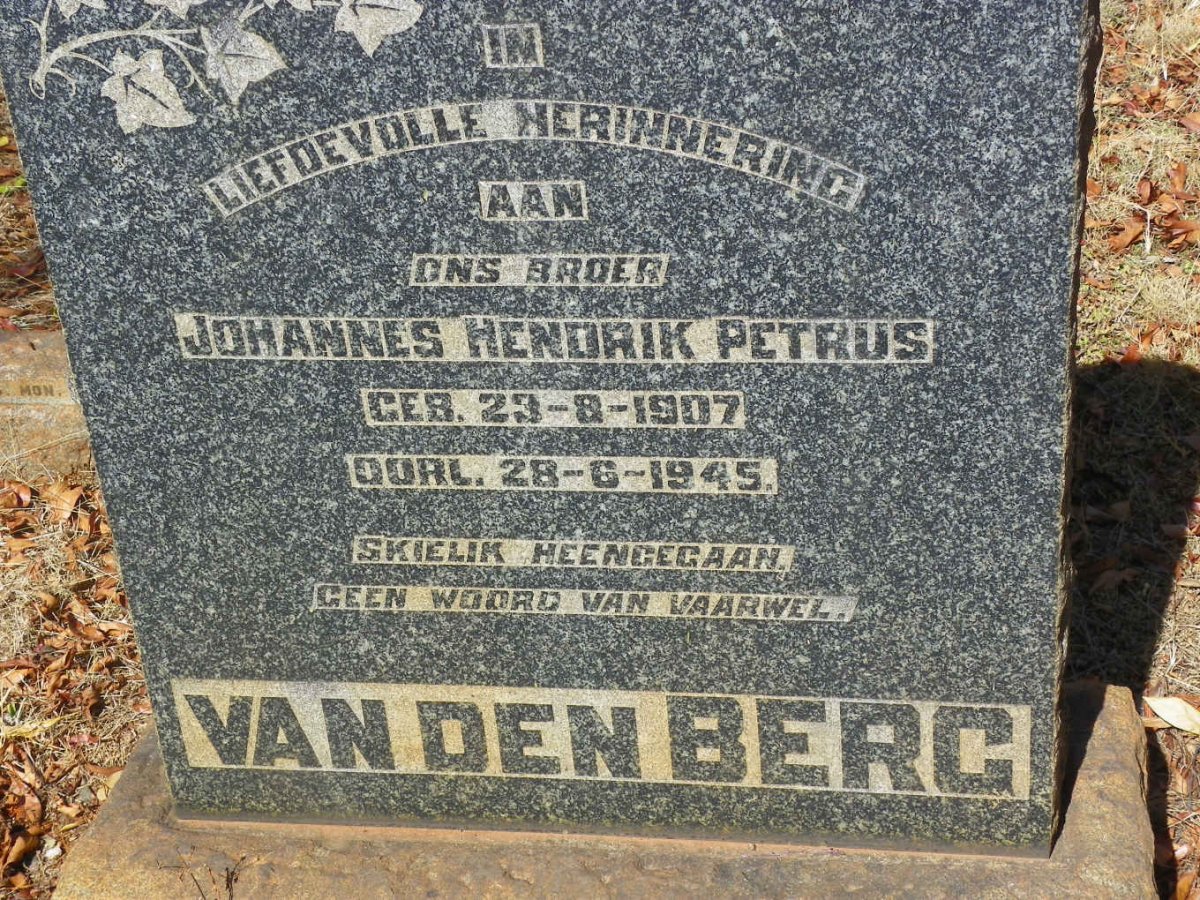 IN
LIEFDEVOLLE HERINNERING
AAN
ONS BROER
JOHANNES HENDRIK PETRUS
GEB. 23-8-1907
OORL. 28-6-1945.
SKIELIK HEENGEGAAN,
GEEN WOORD VAN VAARWEL.
VAN DEN BERG
MON.